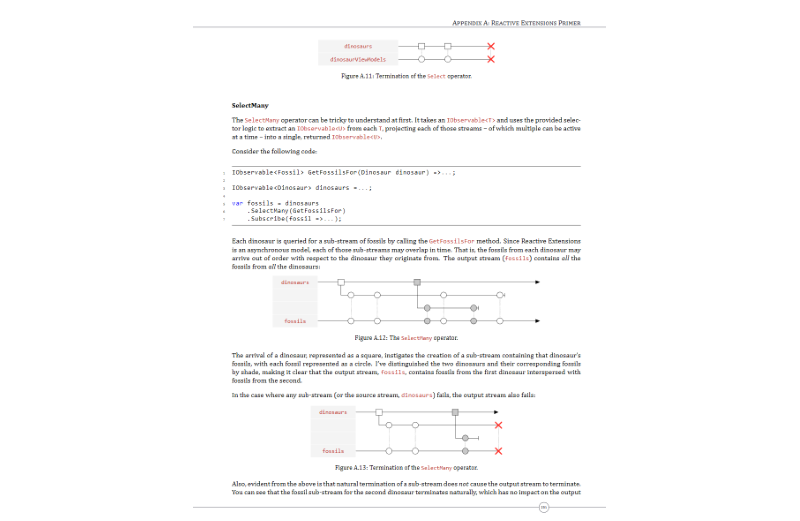 APPENDIX A: REACTIVE EXTENSIONS PRIMER
dinosaurs
dinosaurViewModels
Figure A.11: Termination of the Select operator.
SelectMany
The SelectMany operator can be tricky to understand at first. It takes an IObservable<T> and uses the provided selec-
tor logic to extract an IObservable<U> from each T, projecting each of those streams – of which multiple can be active
at a time – into a single, returned IObservable<U>.
Consider the following code:
1 IObservable<Fossil> GetFossilsFor(Dinosaur dinosaur) =>...;
2
3 IObservable<Dinosaur> dinosaurs =...;
4
5 var fossils = dinosaurs
6 .SelectMany(GetFossilsFor)
7 .Subscribe(fossil =>...);
Each dinosaur is queried for a sub-stream of fossils by calling the GetFossilsFor method. Since Reactive Extensions
is an asynchronous model, each of those sub-streams may overlap in time. That is, the fossils from each dinosaur may
arrive out of order with respect to the dinosaur they originate from. The output stream (fossils) contains all the
fossils from all the dinosaurs:
dinosaurs
fossils
Figure A.12: The SelectMany operator.
The arrival of a dinosaur, represented as a square, instigates the creation of a sub-stream containing that dinosaur's
fossils, with each fossil represented as a circle. I've distinguished the two dinosaurs and their corresponding fossils
by shade, making it clear that the output stream, fossils, contains fossils from the first dinosaur interspersed with
fossils from the second.
In the case where any sub-stream (or the source stream, dinosaurs) fails, the output stream also fails:
dinosaurs
fossils
Figure A.13: Termination of the SelectMany operator.
Also, evident from the above is that natural termination of a sub-stream does not cause the output stream to terminate.
You can see that the fossil sub-stream for the second dinosaur terminates naturally, which has no impact on the output